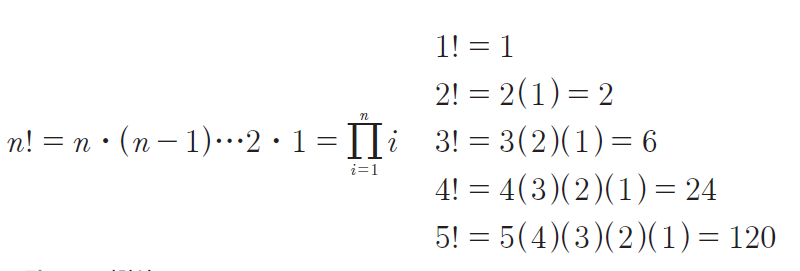 n! = n · (n − 1)⋯2 · 1 = ∏_{i=1}^{n} i
1! = 1
2! = 2(1) = 2
3! = 3(2)(1) = 6
4! = 4(3)(2)(1) = 24
5! = 5(4)(3)(2)(1) = 120